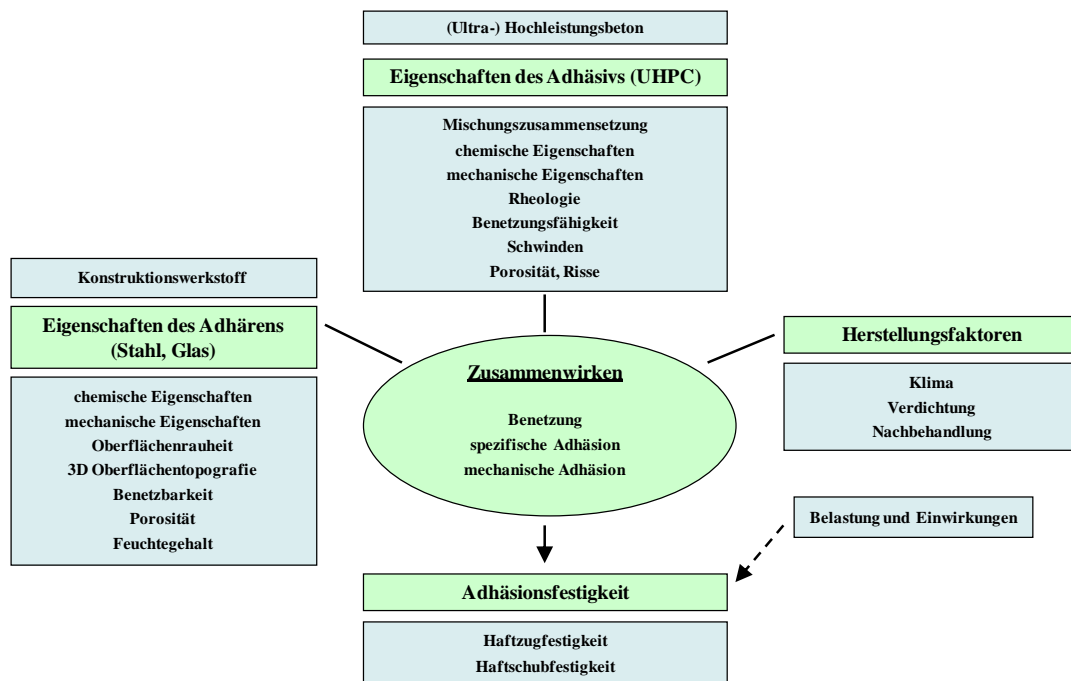 (Ultra-) Hochleistungsbeton
Eigenschaften des Adhäsivs (UHPC)
Mischungszusammensetzung
chemische Eigenschaften
mechanische Eigenschaften
Rheologie
Benetzungsfähigkeit
Schwinden
Porosität, Risse
Konstruktionswerkstoff
Eigenschaften des Adhärens
(Stahl, Glas)
chemische Eigenschaften
mechanische Eigenschaften
Oberflächenrauheit
3D Oberflächentopografie
Benetzbarkeit
Porosität
Feuchtegehalt
Zusammenwirken
Benetzung
spezifische Adhäsion
mechanische Adhäsion
Herstellungsfaktoren
Klima
Verdichtung
Nachbehandlung
Belastung und Einwirkungen
Adhäsionsfestigkeit
Haftzugfestigkeit
Haftschubfestigkeit